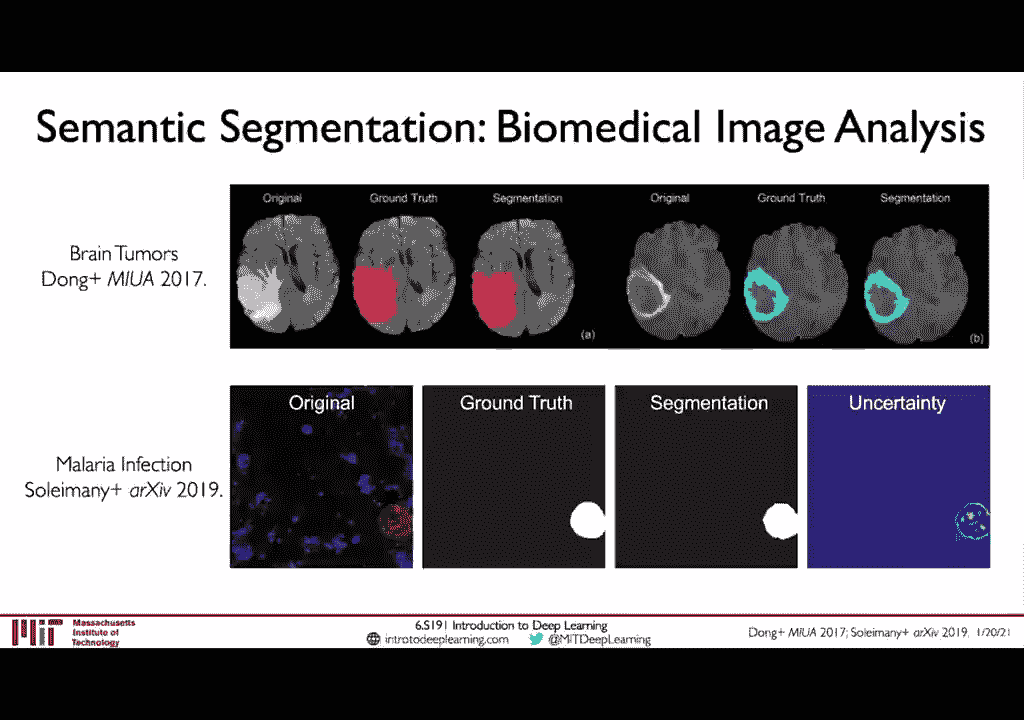 Semantic Segmentation: Biomedical Image Analysis
Original Ground Truth Segmentation Original Ground Truth Segmentation
Brain Tumors
Dong+ MIUA 2017.
(a) (b)
Original Ground Truth Segmentation Uncertainty
Malaria Infection
Soleimany+ arXiv 2019.
Massachusetts
Institute of
Technology
6.S191 Introduction to Deep Learning
introtodeeplearning.com @MITDeepLearning
Dong+ MIUA 2017; Soleimany+ arXiv 2019. 1/20/21